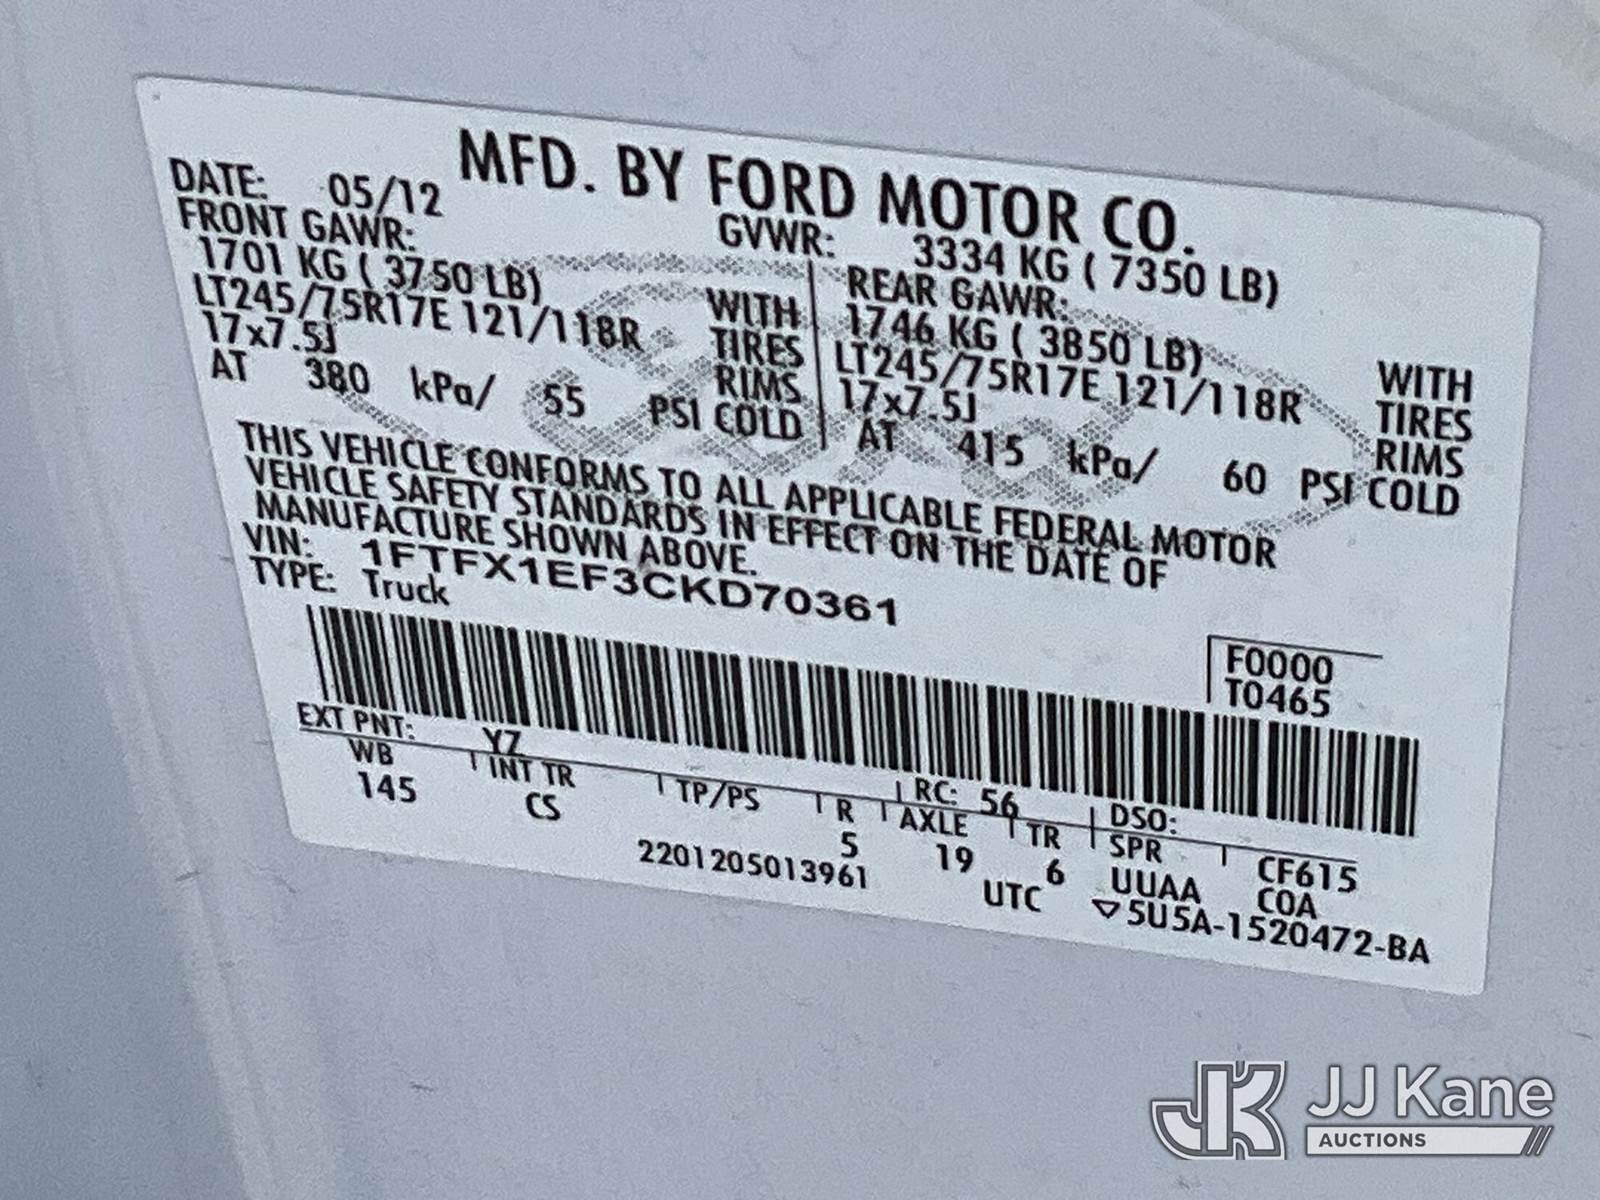 MFD. BY FORD MOTOR CO.
DATE: 05/12
GVWR: 3334 KG ( 7350 LB)
FRONT GAWR:
1701 KG ( 3750 LB)
WITH
LT245/75R17E 121/118R
TIRES
17x7.5J
RIMS
AT 380 kPa/ 55 PSI COLD
REAR GAWR:
1746 KG ( 3850 LB)
WITH
LT245/75R17E 121/118R
TIRES
17x7.5J
RIMS
AT 415 kPa/ 60 PSI COLD
THIS VEHICLE CONFORMS TO ALL APPLICABLE FEDERAL MOTOR
VEHICLE SAFETY STANDARDS IN EFFECT ON THE DATE OF
MANUFACTURE SHOWN ABOVE.
VIN: 1FTFX1EF3CKD70361
TYPE: Truck
F0000
T0465
EXT PNT: YZ RC: 56 DSO: CF615
WB INT TR TP/PS R AXLE TR SPR
145 CS 5 19 6 UUAA COA
2201205013961 UTC ▽5U5A-1520472-BA
JK JJ Kane
AUCTIONS